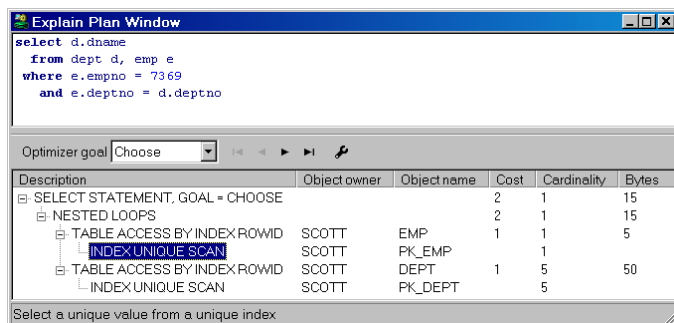 Explain Plan Window
select d.dname
from dept d, emp e
where e.empno = 7369
and e.deptno = d.deptno
Optimizer goal Choose
Description Object owner Object name Cost Cardinality Bytes
SELECT STATEMENT, GOAL = CHOOSE 2 1 15
NESTED LOOPS 2 1 15
TABLE ACCESS BY INDEX ROWID SCOTT EMP 1 1 5
INDEX UNIQUE SCAN SCOTT PK_EMP 1
TABLE ACCESS BY INDEX ROWID SCOTT DEPT 1 5 50
INDEX UNIQUE SCAN SCOTT PK_DEPT 5
Select a unique value from a unique index